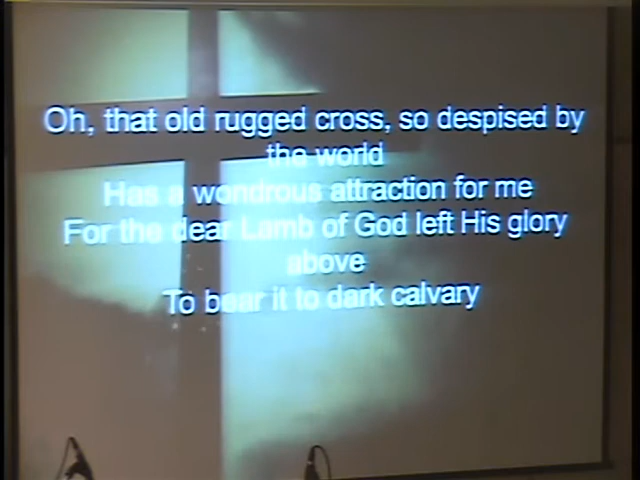 Oh, that old rugged cross, so despised by
the world
Has a wondrous attraction for me
For the dear Lamb of God left His glory
above
To bear it to dark calvary